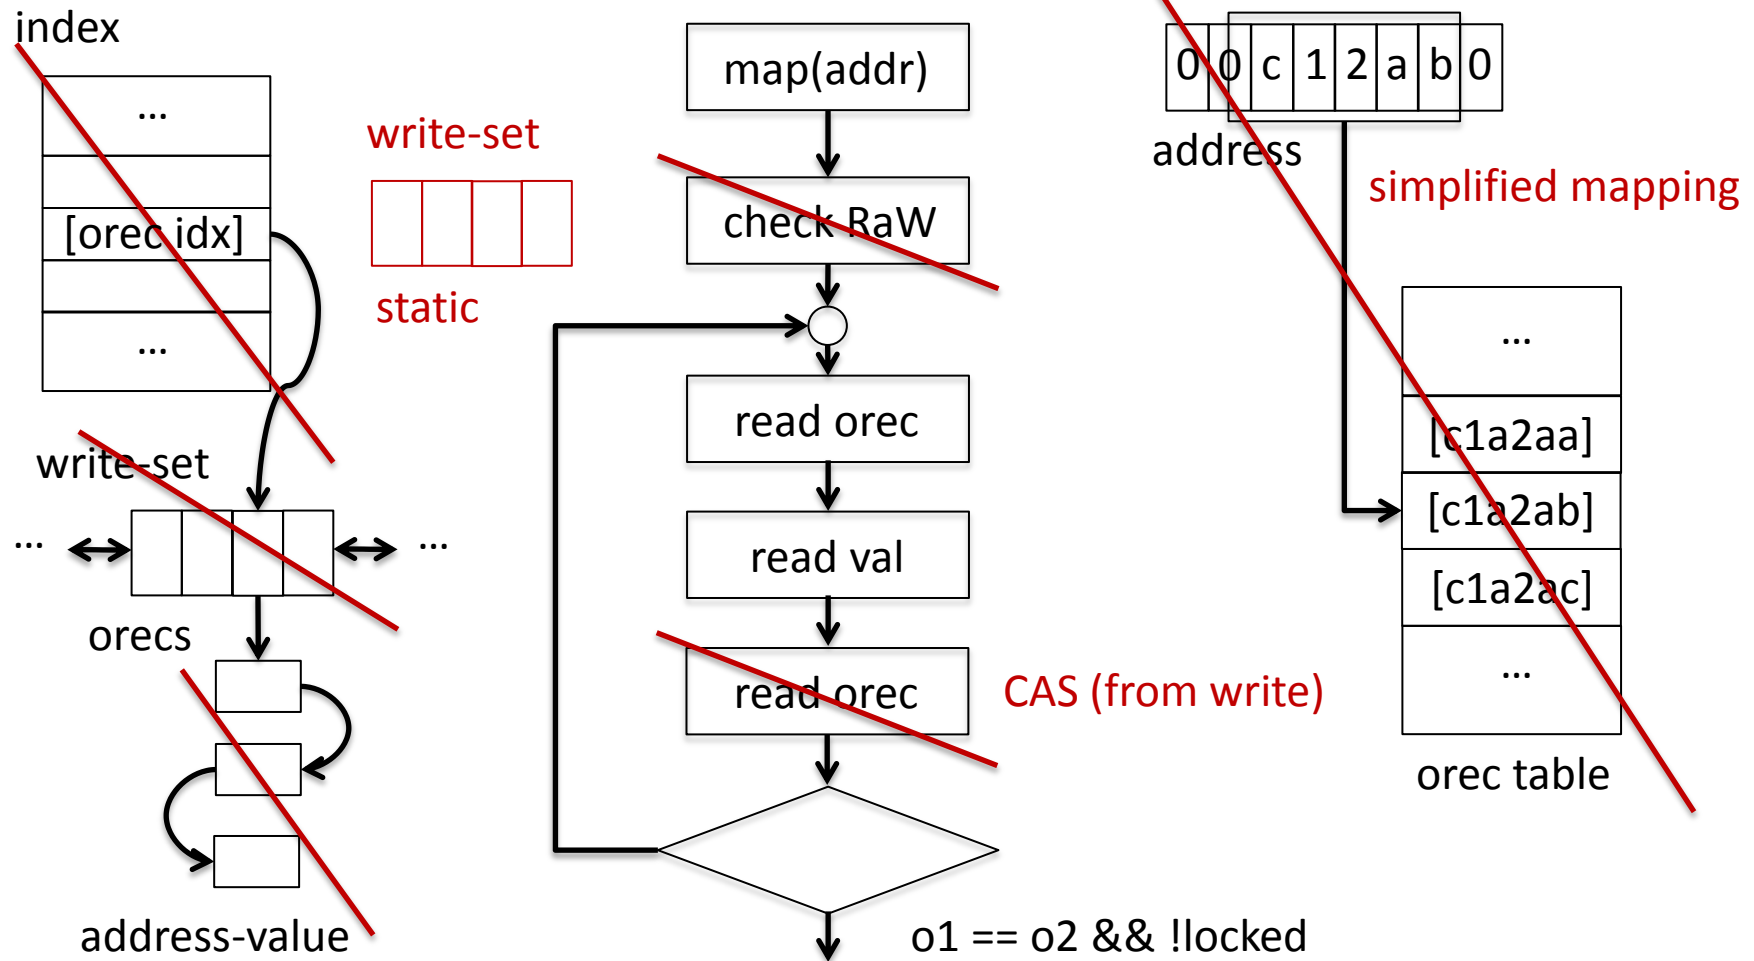 index
...
[orec idx]
...
write-set
...
...
orecs
address-value
write-set
static
map(addr)
check RaW
read orec
read val
read orec
CAS (from write)
o1 == o2 && !locked
0 0 c 1 2 a b 0
address
simplified mapping
...
[c1a2aa]
[c1a2ab]
[c1a2ac]
...
orec table